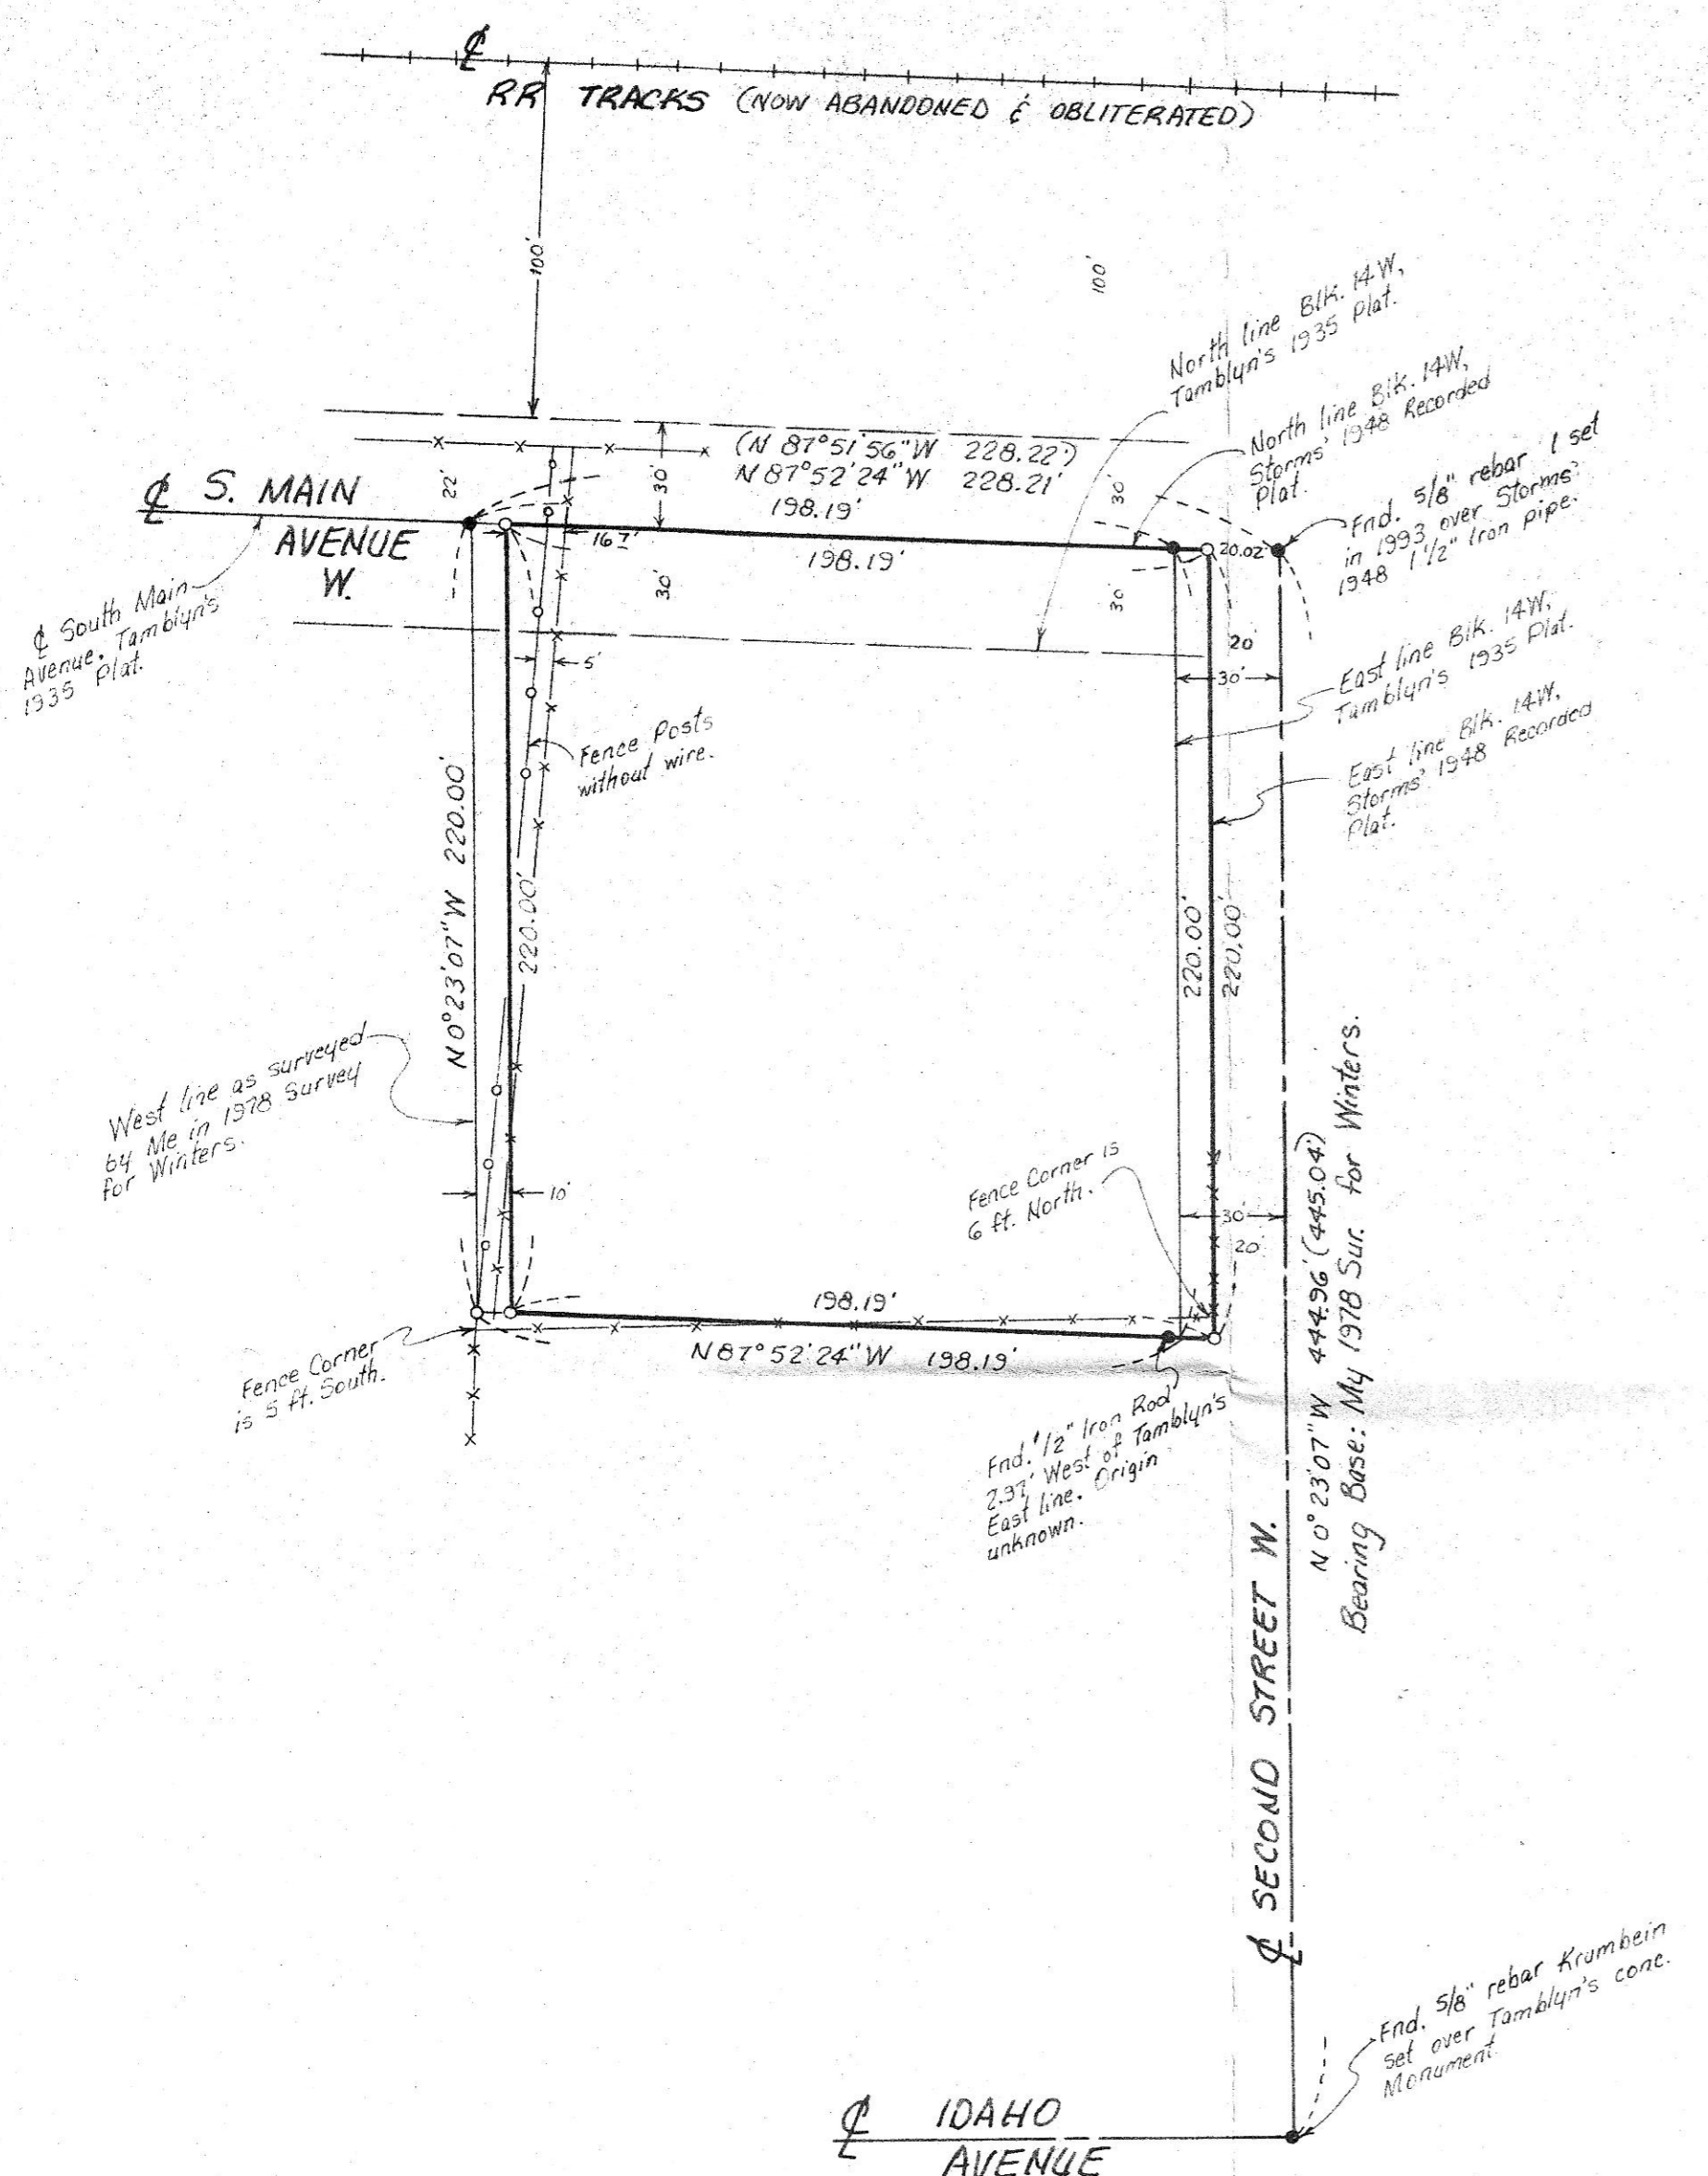 ℄
RR TRACKS (NOW ABANDONED & OBLITERATED)
100'
100'
North line Blk. 14W,
Tamblyn's 1935 Plat.
North line Blk. 14W,
Storms' 1948 Recorded
Plat.
Fnd. 5/8" rebar I set
in 1993 over Storms'
1948 1 1/2" Iron pipe.
(N 87°51'56"W 228.22')
N 87°52'24"W 228.21'
198.19'
198.19'
℄ S. MAIN
AVENUE
W.
22'
30'
30'
30'
30'
16.7'
20.02'
℄ South Main
Avenue. Tamblyn's
1935 Plat.
20'
30'
5'
East line Blk. 14W,
Tamblyn's 1935 Plat.
East line Blk. 14W,
Storms' 1948 Recorded
Plat.
Fence Posts
without wire.
N 0°23'07"W 220.00'
220.00'
220.00'
220.00'
West line as surveyed
by Me in 1978 Survey
for Winters.
10'
Fence Corner is
6 ft. North.
30'
20'
198.19'
N 87°52'24"W 198.19'
Fence Corner
is 5 ft. South.
Fnd. 1/2" Iron Rod
2.97' West of Tamblyn's
East line. Origin
unknown.
N 0°23'07"W 444.96' (445.04')
Bearing Base: My 1978 Sur. for Winters.
℄ SECOND STREET W.
Fnd. 5/8" rebar Krumbein
set over Tamblyn's conc.
Monument.
℄ IDAHO
AVENUE